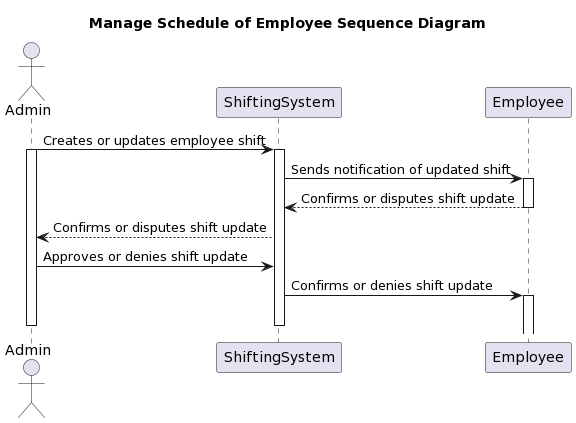 Manage Schedule of Employee Sequence Diagram
Admin
ShiftingSystem
Employee
Creates or updates employee shift
Sends notification of updated shift
Confirms or disputes shift update
Confirms or disputes shift update
Approves or denies shift update
Confirms or denies shift update
Admin
ShiftingSystem
Employee